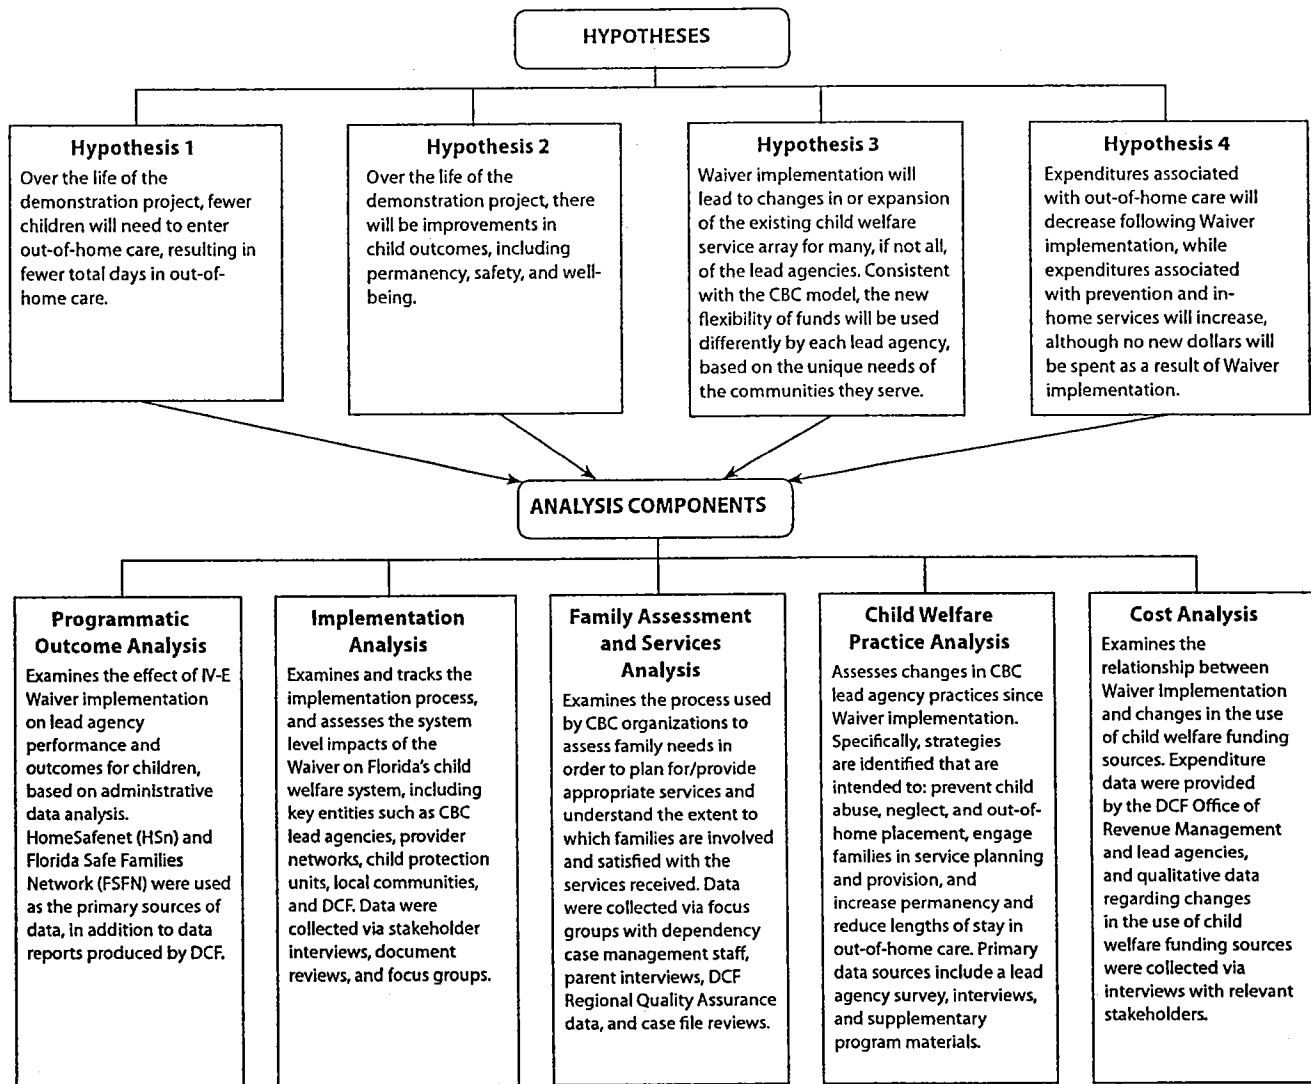 HYPOTHESES
Hypothesis 1
Over the life of the
demonstration project, fewer
children will need to enter
out-of-home care, resulting in
fewer total days in out-of-
home care.
Hypothesis 2
Over the life of the
demonstration project, there
will be improvements in
child outcomes, including
permanency, safety, and well-
being.
Hypothesis 3
Waiver implementation will
lead to changes in or expansion
of the existing child welfare
service array for many, if not all,
of the lead agencies. Consistent
with the CBC model, the new
flexibility of funds will be used
differently by each lead agency,
based on the unique needs of
the communities they serve.
Hypothesis 4
Expenditures associated
with out-of-home care will
decrease following Waiver
implementation, while
expenditures associated
with prevention and in-
home services will increase,
although no new dollars will
be spent as a result of Waiver
implementation.
ANALYSIS COMPONENTS
Programmatic
Outcome Analysis
Examines the effect of IV-E
Waiver implementation
on lead agency
performance and
outcomes for children,
based on administrative
data analysis.
HomeSafenet (HSn) and
Florida Safe Families
Network (FSFN) were used
as the primary sources of
data, in addition to data
reports produced by DCF.
Implementation
Analysis
Examines and tracks the
implementation process,
and assesses the system
level impacts of the
Waiver on Florida's child
welfare system, including
key entities such as CBC
lead agencies, provider
networks, child protection
units, local communities,
and DCF. Data were
collected via stakeholder
interviews, document
reviews, and focus groups.
Family Assessment
and Services
Analysis
Examines the process used
by CBC organizations to
assess family needs in
order to plan for/provide
appropriate services and
understand the extent to
which families are involved
and satisfied with the
services received. Data
were collected via focus
groups with dependency
case management staff,
parent interviews, DCF
Regional Quality Assurance
data, and case file reviews.
Child Welfare
Practice Analysis
Assesses changes in CBC
lead agency practices since
Waiver implementation.
Specifically, strategies
are identified that are
intended to: prevent child
abuse, neglect, and out-of-
home placement, engage
families in service planning
and provision, and
increase permanency and
reduce lengths of stay in
out-of-home care. Primary
data sources include a lead
agency survey, interviews,
and supplementary
program materials.
Cost Analysis
Examines the
relationship between
Waiver Implementation
and changes in the use
of child welfare funding
sources. Expenditure
data were provided
by the DCF Office of
Revenue Management
and lead agencies,
and qualitative data
regarding changes
in the use of child
welfare funding sources
were collected via
interviews with relevant
stakeholders.